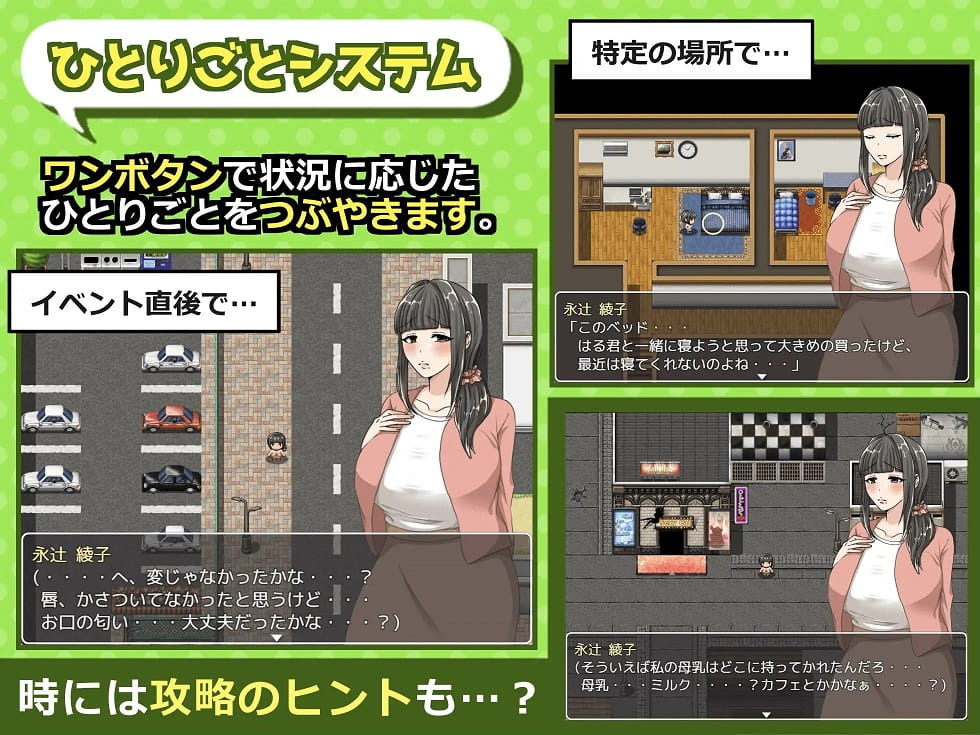 ひとりごとシステム
ワンボタンで状況に応じた
ひとりごとをつぶやきます。
イベント直後で…
永辻 綾子
(・・・・へ、変じゃなかったかな・・・?
唇、かさついてなかったと思うけど・・・
お口の匂い・・・大丈夫だったかな・・・?)
特定の場所で…
永辻 綾子
「このベッド・・・
はる君と一緒に寝ようと思って大きめの買ったけど、
最近は寝てくれないのよね・・・」
永辻 綾子
(そういえば私の母乳はどこに持ってかれたんだろ・・・
母乳・・・ミルク・・・・?カフェとかかなぁ・・・・?)
時には攻略のヒントも…?